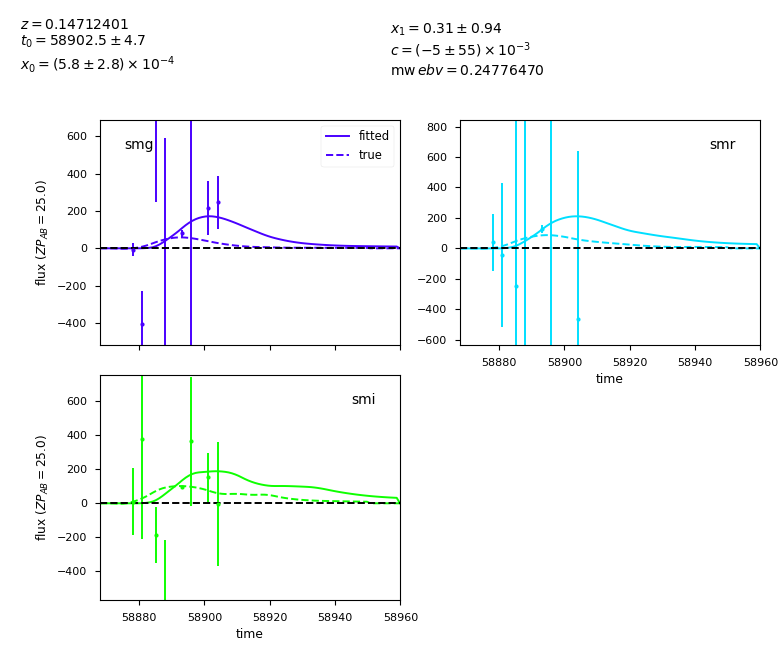 z = 0.14712401
t₀ = 58902.5 ± 4.7
x₀ = (5.8 ± 2.8) × 10⁻⁴
x₁ = 0.31 ± 0.94
c = (−5 ± 55) × 10⁻³
mw ebv = 0.24776470
smg
fitted
true
600
400
200
0
−200
−400
flux (ZP_AB = 25.0)
smr
800
600
400
200
0
−200
−400
−600
58880 58900 58920 58940 58960
time
smi
600
400
200
0
−200
−400
flux (ZP_AB = 25.0)
58880 58900 58920 58940 58960
time